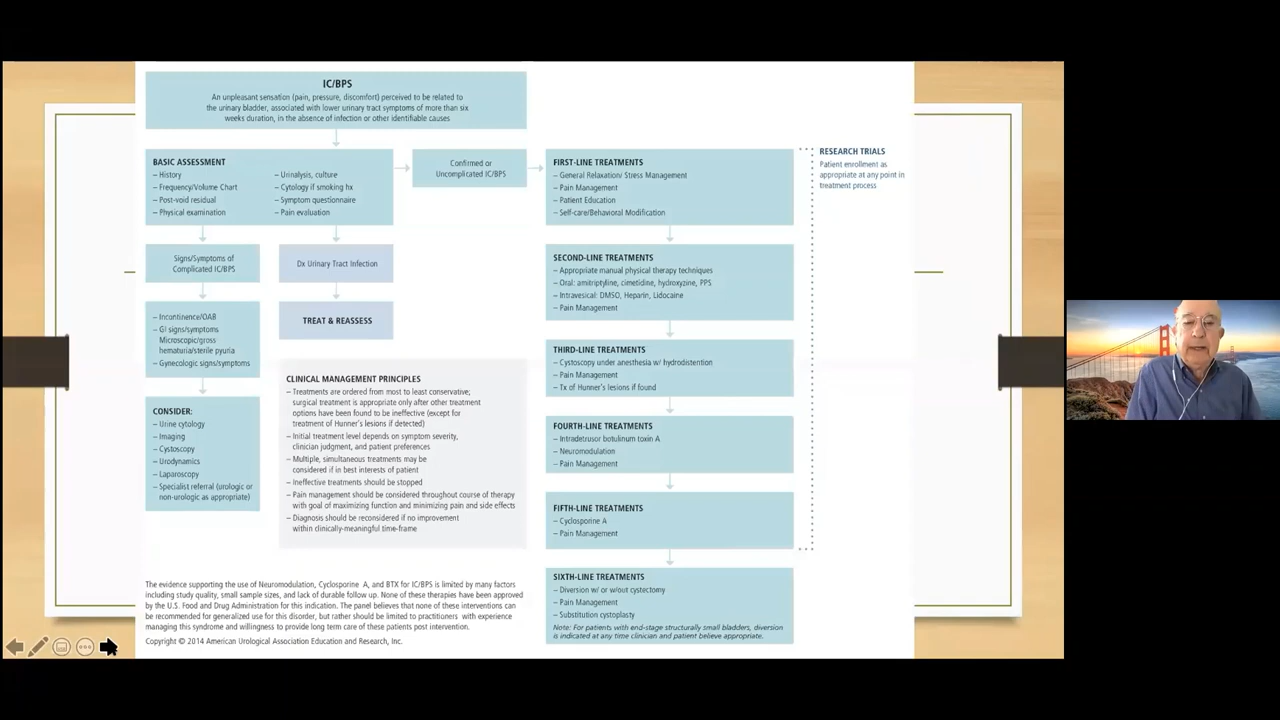 IC/BPS
An unpleasant sensation (pain, pressure, discomfort) perceived to be related to
the urinary bladder, associated with lower urinary tract symptoms of more than six
weeks duration, in the absence of infection or other identifiable causes
BASIC ASSESSMENT
– History
– Frequency/Volume Chart
– Post-void residual
– Physical examination
– Urinalysis, culture
– Cytology if smoking hx
– Symptom questionnaire
– Pain evaluation
Confirmed or
Uncomplicated IC/BPS
Signs/Symptoms of
Complicated IC/BPS
– Incontinence/OAB
– GI signs/symptoms
Microscopic/gross
hematuria/sterile pyuria
– Gynecologic signs/symptoms
CONSIDER:
– Urine cytology
– Imaging
– Cystoscopy
– Urodynamics
– Laparoscopy
– Specialist referral (urologic or
non-urologic as appropriate)
Dx Urinary Tract Infection
TREAT & REASSESS
CLINICAL MANAGEMENT PRINCIPLES
– Treatments are ordered from most to least conservative;
surgical treatment is appropriate only after other treatment
options have been found to be ineffective (except for
treatment of Hunner's lesions if detected)
– Initial treatment level depends on symptom severity,
clinician judgment, and patient preferences
– Multiple, simultaneous treatments may be
considered if in best interests of patient
– Ineffective treatments should be stopped
– Pain management should be considered throughout course of therapy
with goal of maximizing function and minimizing pain and side effects
– Diagnosis should be reconsidered if no improvement
within clinically-meaningful time-frame
FIRST-LINE TREATMENTS
– General Relaxation/ Stress Management
– Pain Management
– Patient Education
– Self-care/Behavioral Modification
SECOND-LINE TREATMENTS
– Appropriate manual physical therapy techniques
– Oral: amitriptyline, cimetidine, hydroxyzine, PPS
– Intravesical: DMSO, Heparin, Lidocaine
– Pain Management
THIRD-LINE TREATMENTS
– Cystoscopy under anesthesia w/ hydrodistention
– Pain Management
– Tx of Hunner's lesions if found
FOURTH-LINE TREATMENTS
– Intradetrusor botulinum toxin A
– Neuromodulation
– Pain Management
FIFTH-LINE TREATMENTS
– Cyclosporine A
– Pain Management
SIXTH-LINE TREATMENTS
– Diversion w/ or w/out cystectomy
– Pain Management
– Substitution cystoplasty
Note: For patients with end-stage structurally small bladders, diversion
is indicated at any time clinician and patient believe appropriate.
RESEARCH TRIALS
Patient enrollment as
appropriate at any point in
treatment process
The evidence supporting the use of Neuromodulation, Cyclosporine A, and BTX for IC/BPS is limited by many factors
including study quality, small sample sizes, and lack of durable follow up. None of these therapies have been approved
by the U.S. Food and Drug Administration for this indication. The panel believes that none of these interventions can
be recommended for generalized use for this disorder, but rather should be limited to practitioners with experience
managing this syndrome and willingness to provide long term care of these patients post intervention.
Copyright © 2014 American Urological Association Education and Research, Inc.